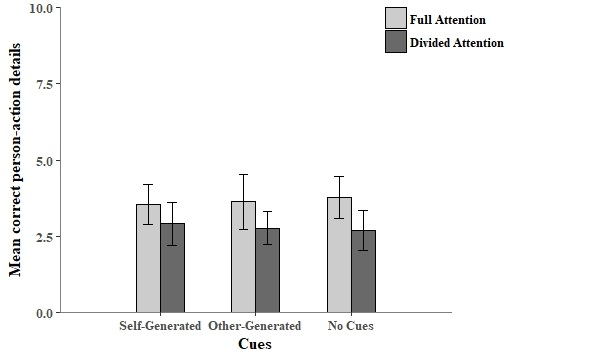 10.0
7.5
5.0
2.5
0.0
Mean correct person-action details
Full Attention
Divided Attention
Self-Generated Other-Generated No Cues
Cues